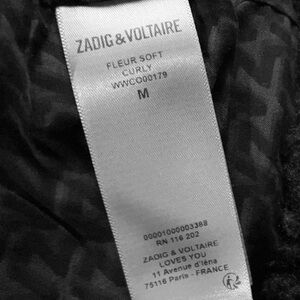 ZADIG & VOLTAIRE
FLEUR SOFT
CURLY
WWCO00179
M
00001000003388
RN 116 202
ZADIG & VOLTAIRE
LOVES YOU
11 Avenue d'Iéna
75116 Paris - FRANCE